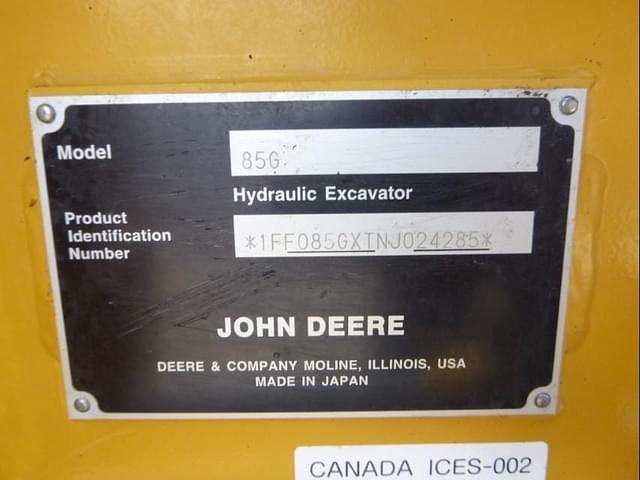 Model
85G
Hydraulic Excavator
Product
Identification
Number
*1FF085GXTNJ024285*
JOHN DEERE
DEERE & COMPANY MOLINE, ILLINOIS, USA
MADE IN JAPAN
CANADA ICES-002